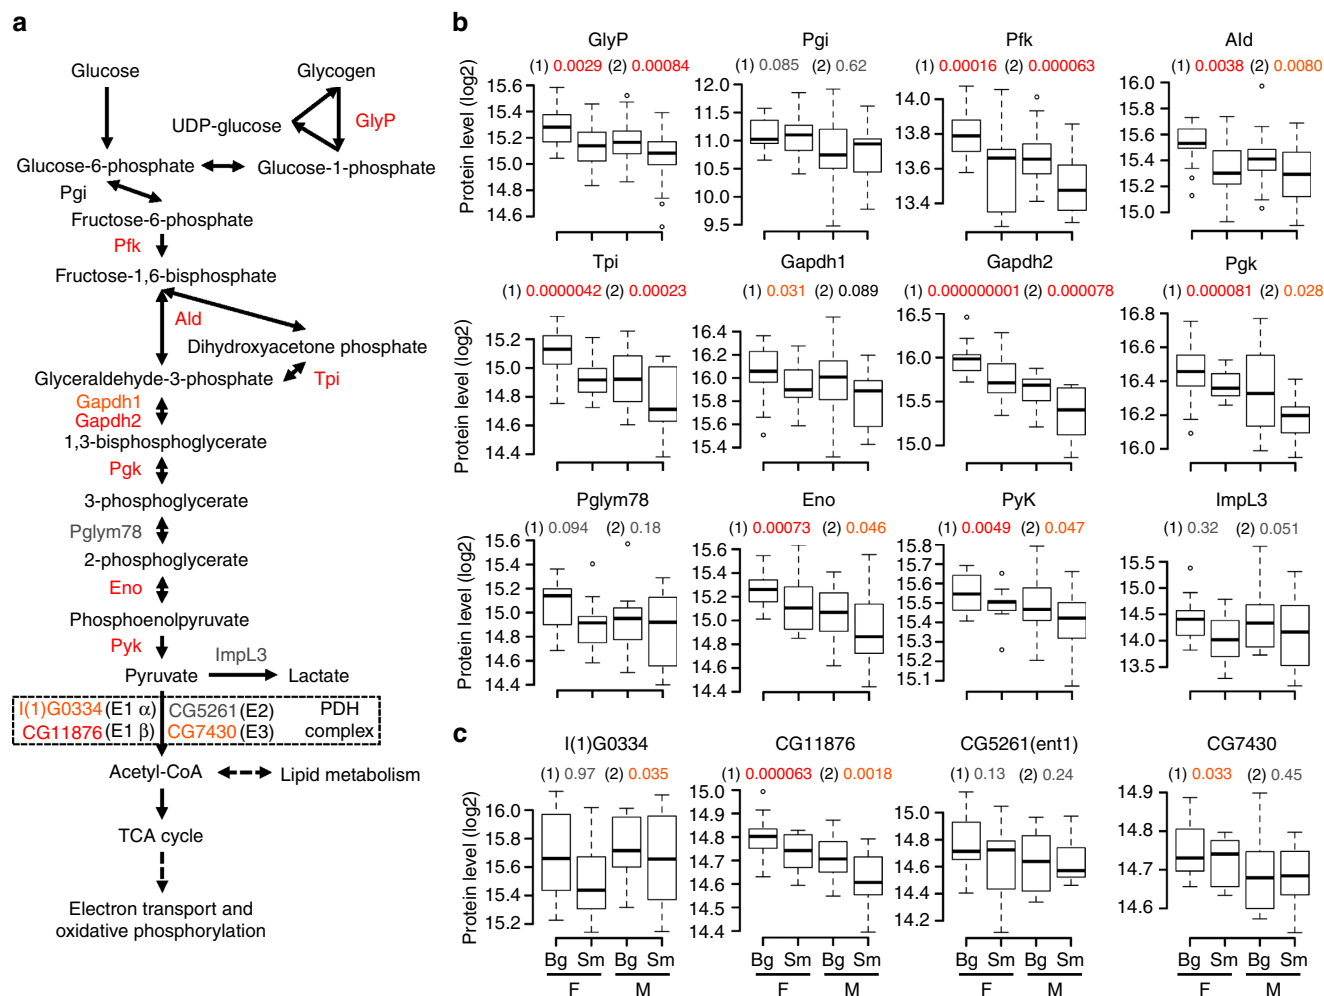 a
Glucose
Glycogen
UDP-glucose
GlyP
Glucose-6-phosphate
Glucose-1-phosphate
Pgi
Fructose-6-phosphate
Pfk
Fructose-1,6-bisphosphate
Ald
Dihydroxyacetone phosphate
Glyceraldehyde-3-phosphate
Tpi
Gapdh1
Gapdh2
1,3-bisphosphoglycerate
Pgk
3-phosphoglycerate
Pglym78
2-phosphoglycerate
Eno
Phosphoenolpyruvate
Pyk
ImpL3
Pyruvate
Lactate
I(1)G0334 (E1 α) CG5261 (E2) PDH
CG11876 (E1 β) CG7430 (E3) complex
Acetyl-CoA
Lipid metabolism
TCA cycle
Electron transport and
oxidative phosphorylation
b
GlyP
(1) 0.0029 (2) 0.00084
Protein level (log2)
15.6
15.4
15.2
15.0
14.8
14.6
Pgi
(1) 0.085 (2) 0.62
12.0
11.5
11.0
10.5
10.0
9.5
Pfk
(1) 0.00016 (2) 0.000063
14.0
13.8
13.6
13.4
Ald
(1) 0.0038 (2) 0.0080
16.0
15.8
15.6
15.4
15.2
15.0
Tpi
(1) 0.0000042 (2) 0.00023
Protein level (log2)
15.2
15.0
14.8
14.6
14.4
Gapdh1
(1) 0.031 (2) 0.089
16.4
16.2
16.0
15.8
15.6
15.4
Gapdh2
(1) 0.000000001 (2) 0.000078
16.5
16.0
15.5
15.0
Pgk
(1) 0.000081 (2) 0.028
16.8
16.6
16.4
16.2
16.0
Pglym78
(1) 0.094 (2) 0.18
Protein level (log2)
15.6
15.4
15.2
15.0
14.8
14.6
14.4
Eno
(1) 0.00073 (2) 0.046
15.6
15.4
15.2
15.0
14.8
14.6
14.4
PyK
(1) 0.0049 (2) 0.047
15.8
15.7
15.6
15.5
15.4
15.3
15.2
15.1
ImpL3
(1) 0.32 (2) 0.051
15.5
15.0
14.5
14.0
13.5
c
I(1)G0334
(1) 0.97 (2) 0.035
Protein level (log2)
16.0
15.8
15.6
15.4
15.2
Bg Sm Bg Sm
F M
CG11876
(1) 0.000063 (2) 0.0018
15.0
14.9
14.8
14.7
14.6
14.5
14.4
Bg Sm Bg Sm
F M
CG5261(ent1)
(1) 0.13 (2) 0.24
15.0
14.8
14.6
14.4
14.2
Bg Sm Bg Sm
F M
CG7430
(1) 0.033 (2) 0.45
14.9
14.8
14.7
14.6
Bg Sm Bg Sm
F M